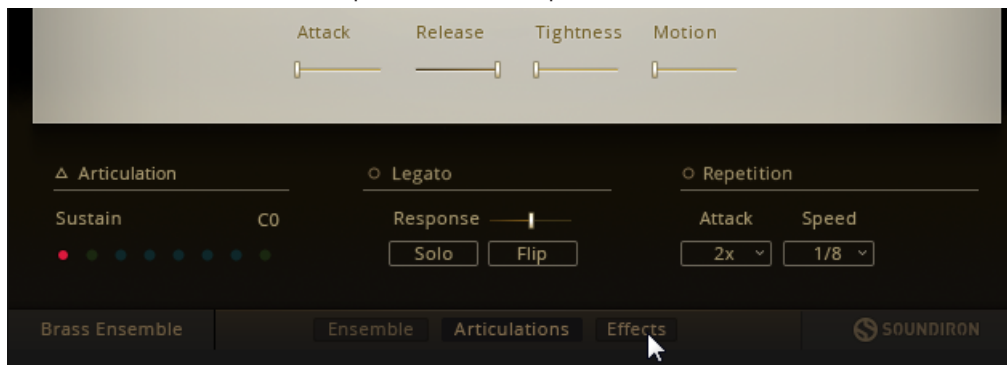 Attack Release Tightness Motion
Articulation Legato Repetition
Sustain C0 Response Attack Speed
Solo Flip 2x 1/8
Brass Ensemble Ensemble Articulations Effects SOUNDIRON